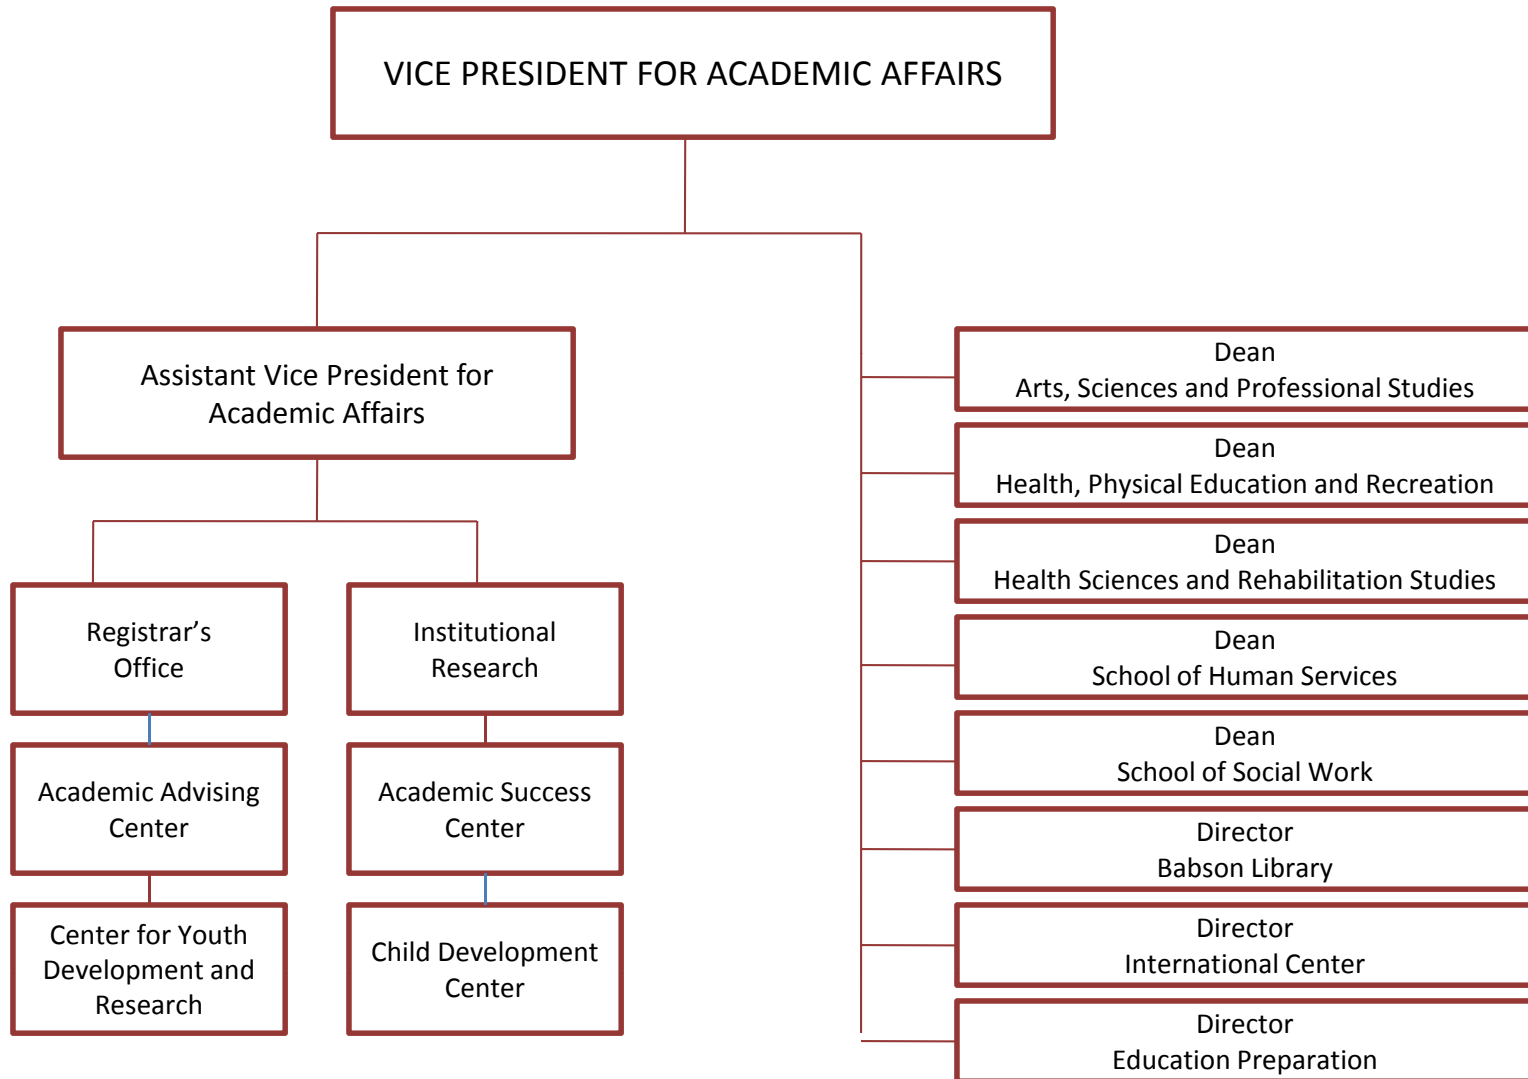 VICE PRESIDENT FOR ACADEMIC AFFAIRS
Assistant Vice President for
Academic Affairs
Registrar’s
Office
Institutional
Research
Academic Advising
Center
Academic Success
Center
Center for Youth
Development and
Research
Child Development
Center
Dean
Arts, Sciences and Professional Studies
Dean
Health, Physical Education and Recreation
Dean
Health Sciences and Rehabilitation Studies
Dean
School of Human Services
Dean
School of Social Work
Director
Babson Library
Director
International Center
Director
Education Preparation